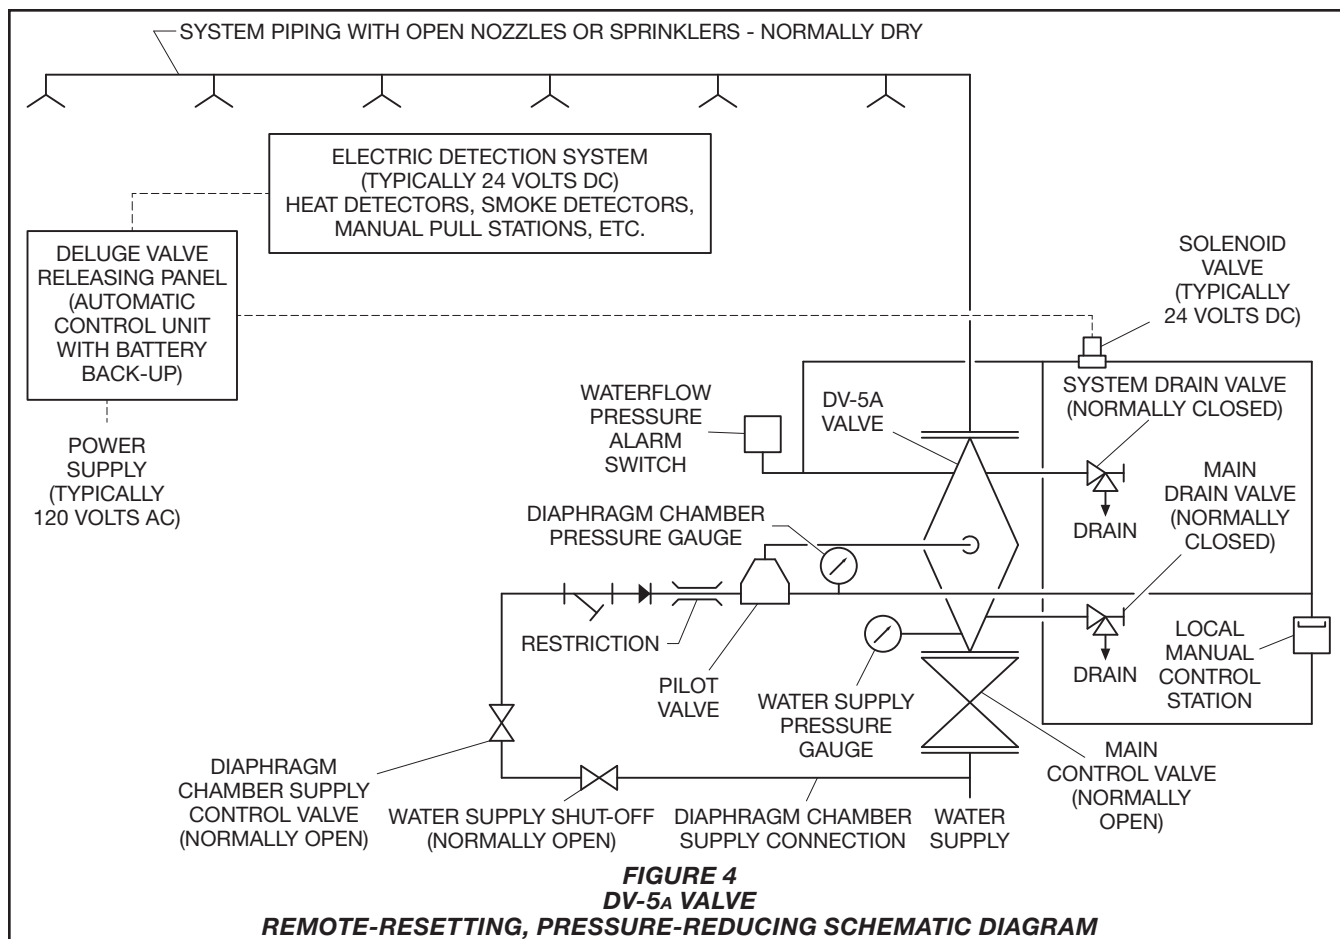 SYSTEM PIPING WITH OPEN NOZZLES OR SPRINKLERS - NORMALLY DRY
ELECTRIC DETECTION SYSTEM
(TYPICALLY 24 VOLTS DC)
HEAT DETECTORS, SMOKE DETECTORS,
MANUAL PULL STATIONS, ETC.
DELUGE VALVE
RELEASING PANEL
(AUTOMATIC
CONTROL UNIT
WITH BATTERY
BACK-UP)
POWER
SUPPLY
(TYPICALLY
120 VOLTS AC)
SOLENOID
VALVE
(TYPICALLY
24 VOLTS DC)
WATERFLOW
PRESSURE
ALARM
SWITCH
DV-5A
VALVE
SYSTEM DRAIN VALVE
(NORMALLY CLOSED)
DRAIN
MAIN
DRAIN VALVE
(NORMALLY
CLOSED)
DIAPHRAGM CHAMBER
PRESSURE GAUGE
RESTRICTION
PILOT
VALVE
WATER SUPPLY
PRESSURE
GAUGE
DRAIN
LOCAL
MANUAL
CONTROL
STATION
DIAPHRAGM
CHAMBER SUPPLY
CONTROL VALVE
(NORMALLY OPEN)
WATER SUPPLY SHUT-OFF
(NORMALLY OPEN)
DIAPHRAGM CHAMBER
SUPPLY CONNECTION
WATER
SUPPLY
MAIN
CONTROL VALVE
(NORMALLY
OPEN)
FIGURE 4
DV-5A VALVE
REMOTE-RESETTING, PRESSURE-REDUCING SCHEMATIC DIAGRAM